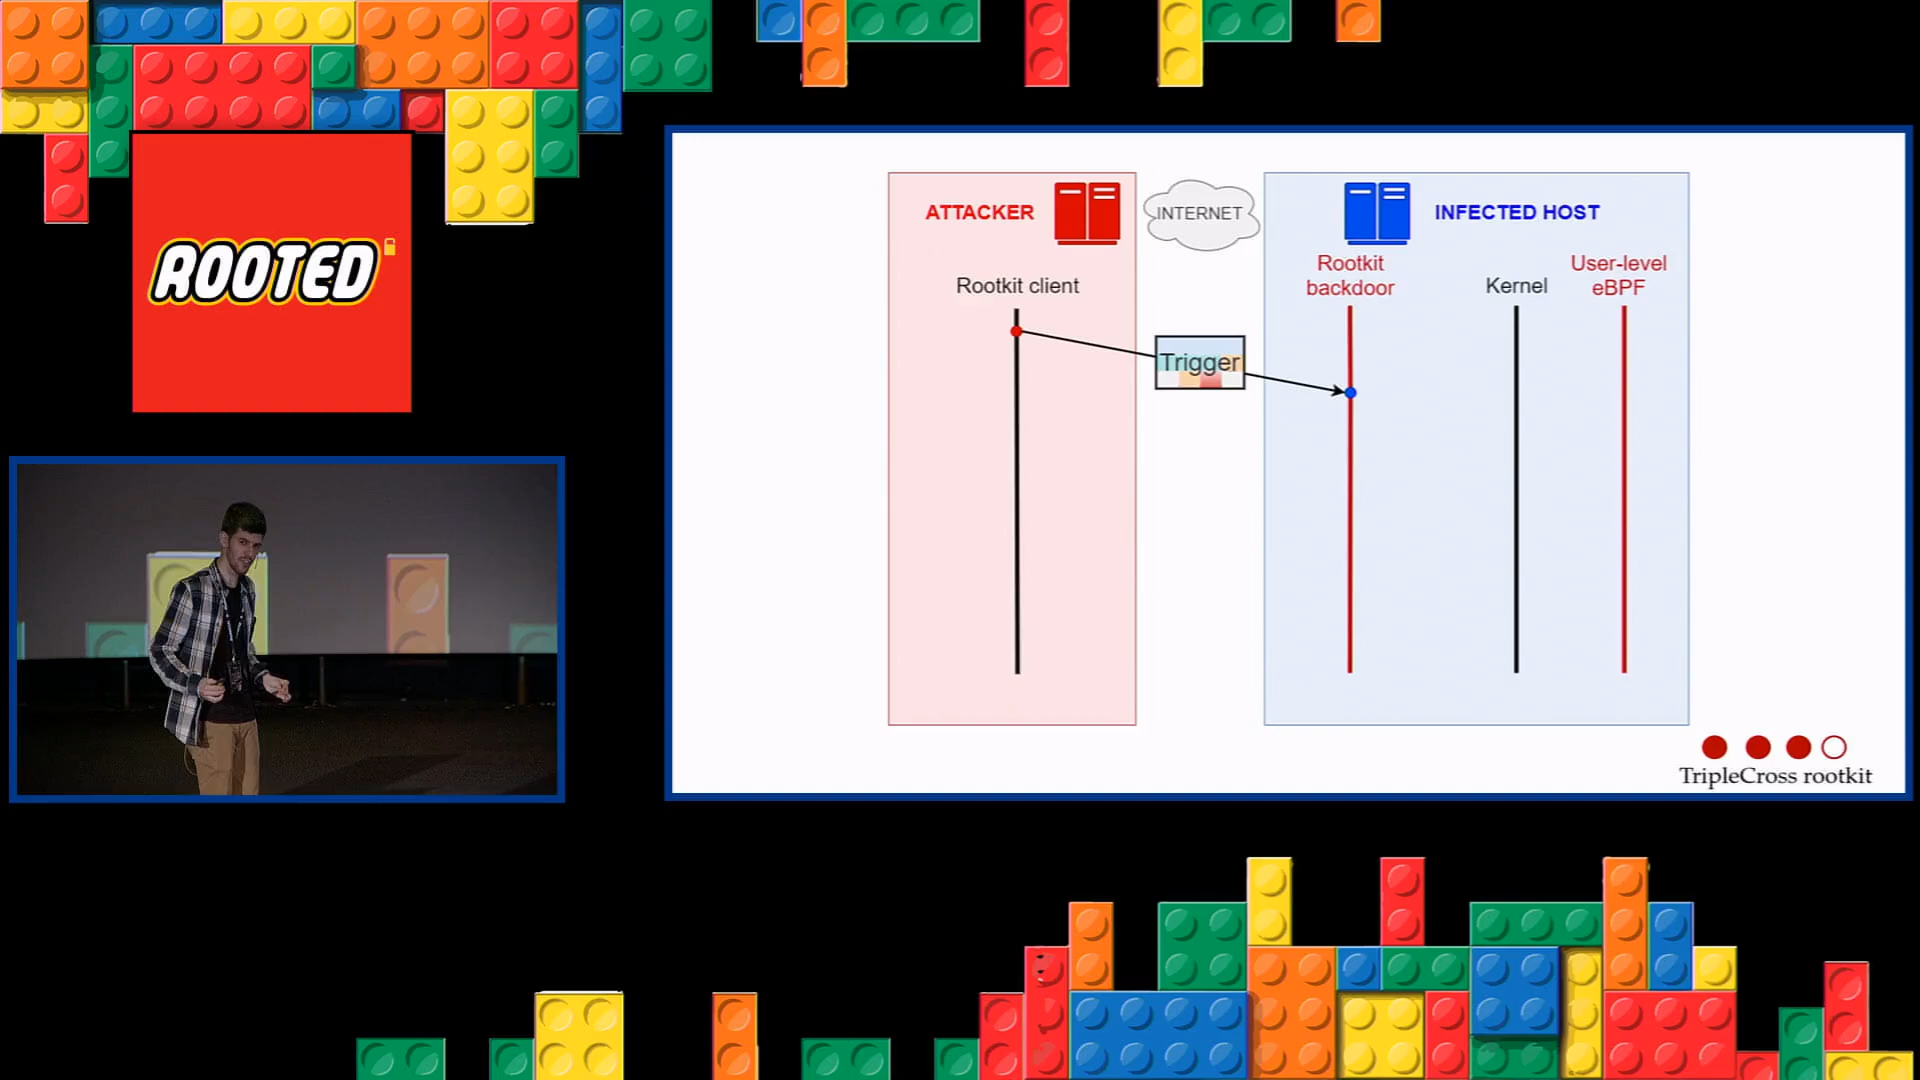 ROOTED
ATTACKER
INTERNET
INFECTED HOST
Rootkit client
Rootkit
backdoor
Kernel
User-level
eBPF
Trigger
TripleCross rootkit